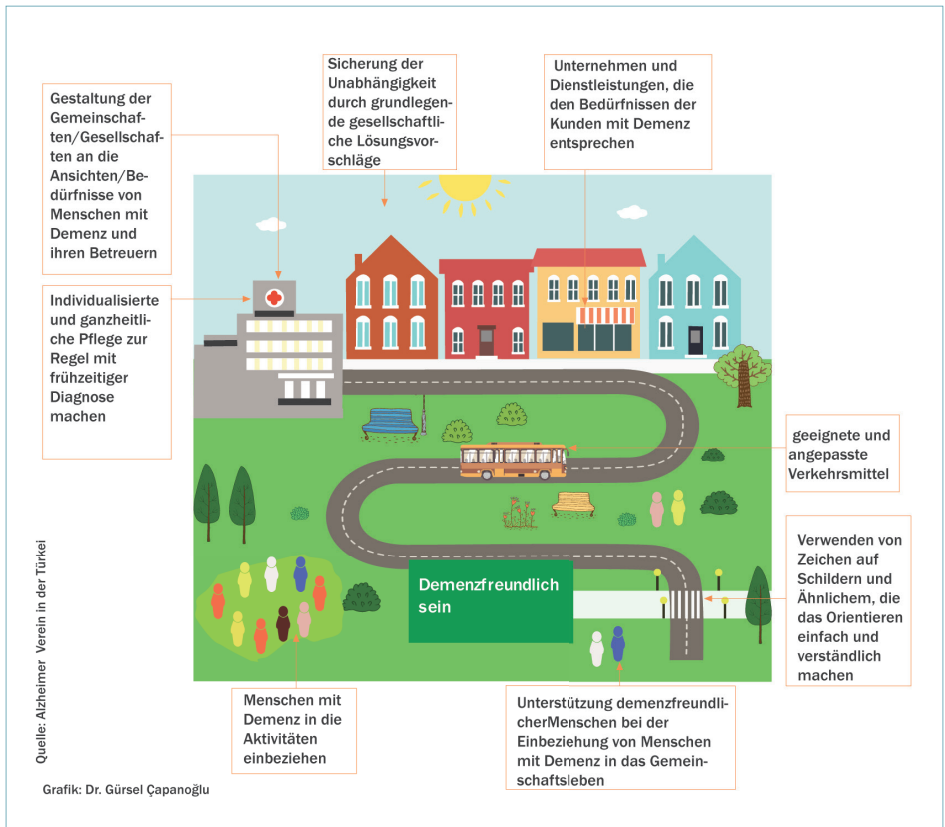 Sicherung der
Unabhängigkeit
durch grundlegen-
de gesellschaftli-
che Lösungsvor-
schläge
Unternehmen und
Dienstleistungen, die
den Bedürfnissen der
Kunden mit Demenz
entsprechen
Gestaltung der
Gemeinschaf-
ten/Gesellschaf-
ten an die
Ansichten/Be-
dürfnisse von
Menschen mit
Demenz und
ihren Betreuern
Individualisierte
und ganzheitli-
che Pflege zur
Regel mit
frühzeitiger
Diagnose
machen
geeignete und
angepasste
Verkehrsmittel
Verwenden von
Zeichen auf
Schildern und
Ähnlichem, die
das Orientieren
einfach und
verständlich
machen
Demenzfreundlich
sein
Menschen mit
Demenz in die
Aktivitäten
einbeziehen
Unterstützung demenzfreundli-
cherMenschen bei der
Einbeziehung von Menschen
mit Demenz in das Gemein-
schaftsleben
Quelle: Alzheimer Verein in der Türkei
Grafik: Dr. Gürsel Çapanoğlu